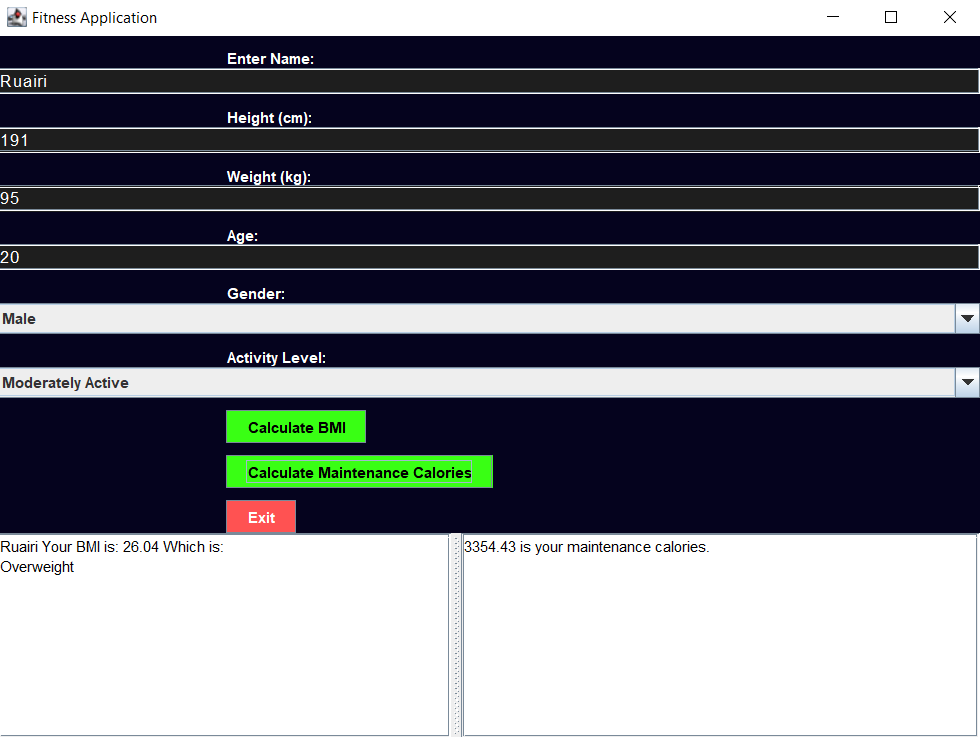 Fitness Application
Enter Name:
Ruairi
Height (cm):
191
Weight (kg):
95
Age:
20
Gender:
Male
Activity Level:
Moderately Active
Calculate BMI
Calculate Maintenance Calories
Exit
Ruairi Your BMI is: 26.04 Which is:
Overweight
3354.43 is your maintenance calories.